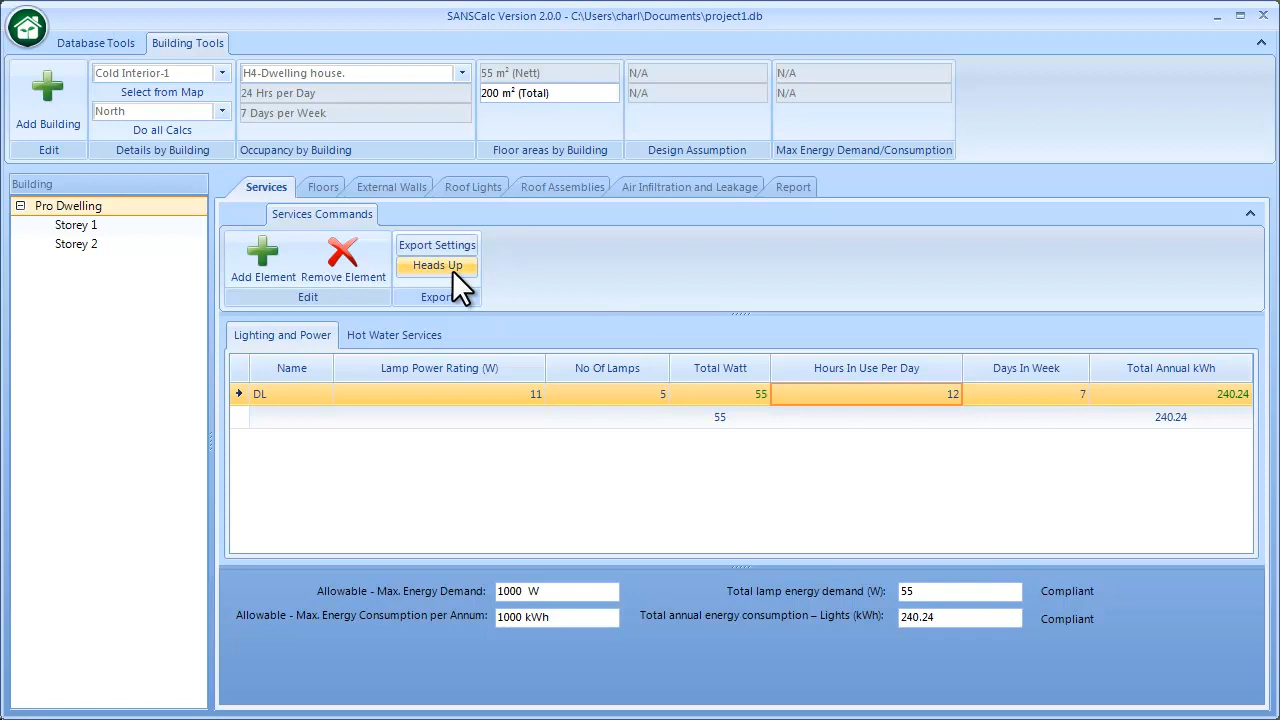 SANSCalc Version 2.0.0 - C:\Users\charl\Documents\project1.db
Database Tools
Building Tools
Add Building
Edit
Cold Interior-1
Select from Map
North
Do all Calcs
Details by Building
H4-Dwelling house.
24 Hrs per Day
7 Days per Week
Occupancy by Building
55 m² (Nett)
200 m² (Total)
Floor areas by Building
N/A
N/A
Design Assumption
N/A
N/A
Max Energy Demand/Consumption
Building
Pro Dwelling
Storey 1
Storey 2
Services Floors External Walls Roof Lights Roof Assemblies Air Infiltration and Leakage Report
Services Commands
Add Element Remove Element
Edit
Export Settings
Heads Up
Lighting and Power Hot Water Services
Name Lamp Power Rating (W) No Of Lamps Total Watt Hours In Use Per Day Days In Week Total Annual kWh
DL 11 5 55 12 7 240.24
55 240.24
Allowable - Max. Energy Demand: 1000 W Total lamp energy demand (W): 55 Compliant
Allowable - Max. Energy Consumption per Annum: 1000 kWh Total annual energy consumption – Lights (kWh): 240.24 Compliant